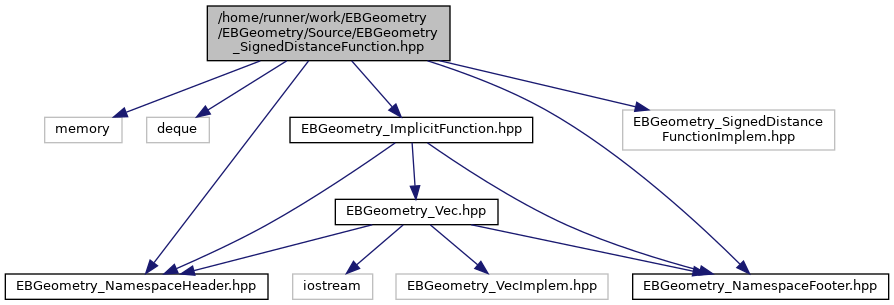 /home/runner/work/EBGeometry
/EBGeometry/Source/EBGeometry
_SignedDistanceFunction.hpp
memory
deque
EBGeometry_ImplicitFunction.hpp
EBGeometry_SignedDistance
FunctionImplem.hpp
EBGeometry_Vec.hpp
EBGeometry_NamespaceHeader.hpp
iostream
EBGeometry_VecImplem.hpp
EBGeometry_NamespaceFooter.hpp